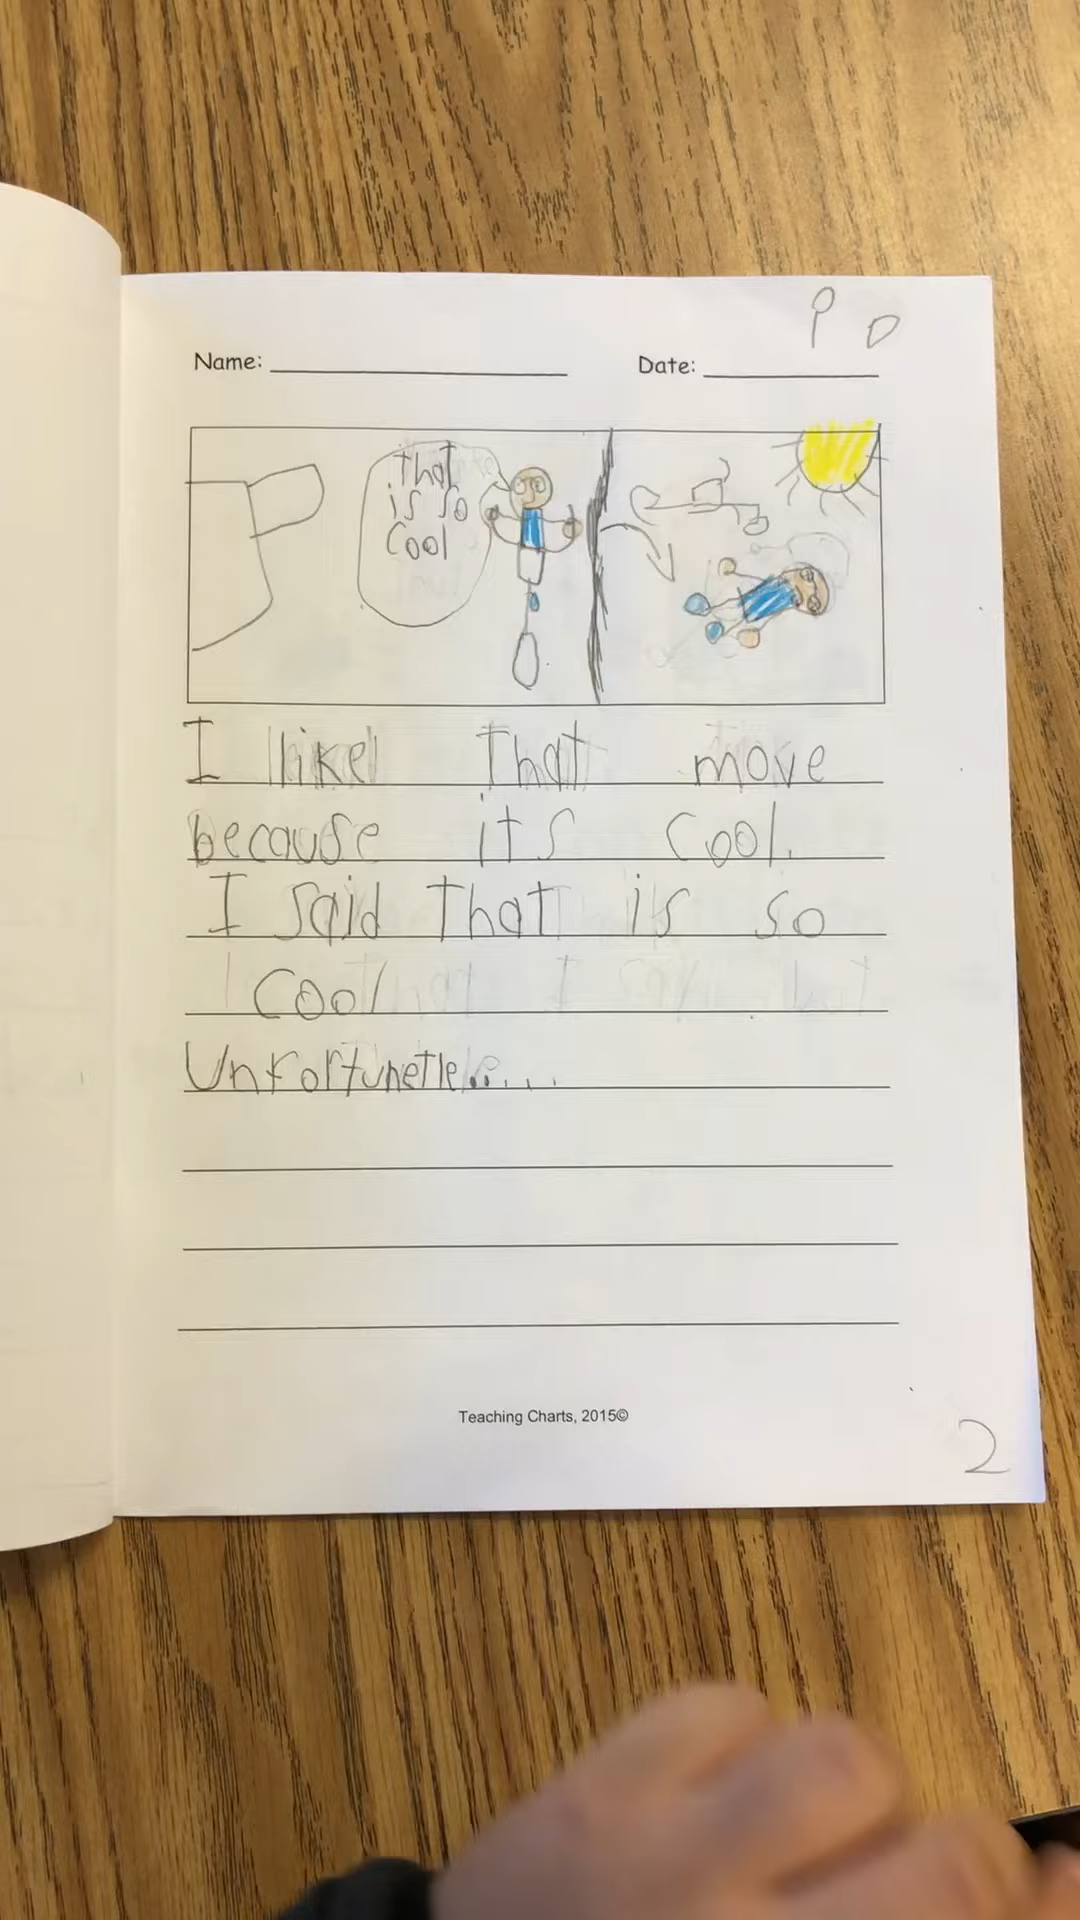 P D
Name:
Date:
that
is so
Cool
I like that move
because its Cool.
I said that is so
Cool
Unfortunetle.....
Teaching Charts, 2015©
2